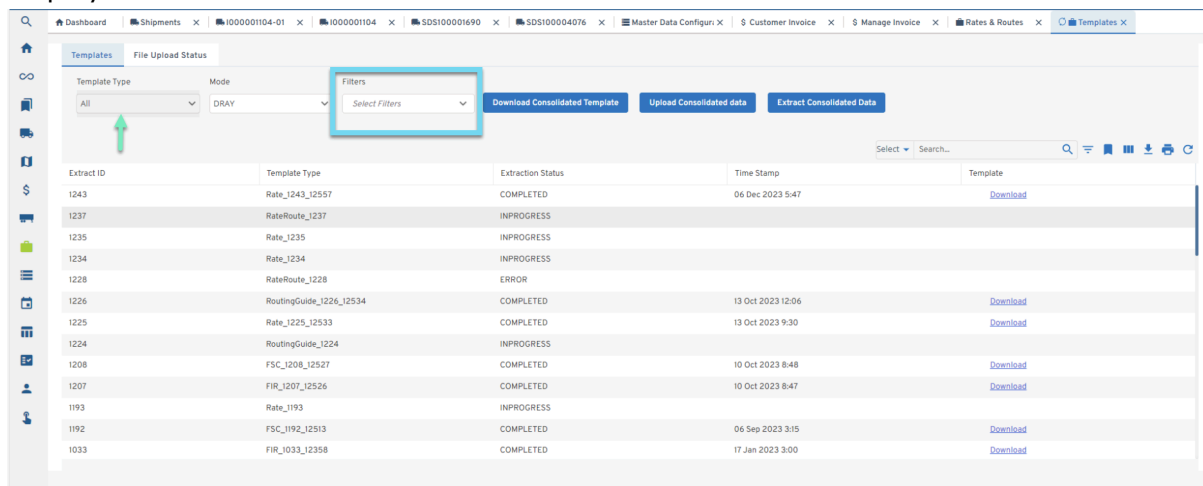 Dashboard Shipments X I000001104-01 X I000001104 X SDS100001690 X SDS100004076 X Master Data Configura X $ Customer Invoice X $ Manage Invoice X Rates & Routes X Templates X
Templates File Upload Status
Template Type Mode Filters
All DRAY Select Filters Download Consolidated Template Upload Consolidated data Extract Consolidated Data
Select Search...
Extract ID Template Type Extraction Status Time Stamp Template
1243 Rate_1243_12557 COMPLETED 06 Dec 2023 5:47 Download
1237 RateRoute_1237 INPROGRESS
1235 Rate_1235 INPROGRESS
1234 Rate_1234 INPROGRESS
1228 RateRoute_1228 ERROR
1226 RoutingGuide_1226_12534 COMPLETED 13 Oct 2023 12:06 Download
1225 Rate_1225_12533 COMPLETED 13 Oct 2023 9:30 Download
1224 RoutingGuide_1224 INPROGRESS
1208 FSC_1208_12527 COMPLETED 10 Oct 2023 8:48 Download
1207 FIR_1207_12526 COMPLETED 10 Oct 2023 8:47 Download
1193 Rate_1193 INPROGRESS
1192 FSC_1192_12513 COMPLETED 06 Sep 2023 3:15 Download
1033 FIR_1033_12358 COMPLETED 17 Jan 2023 3:00 Download